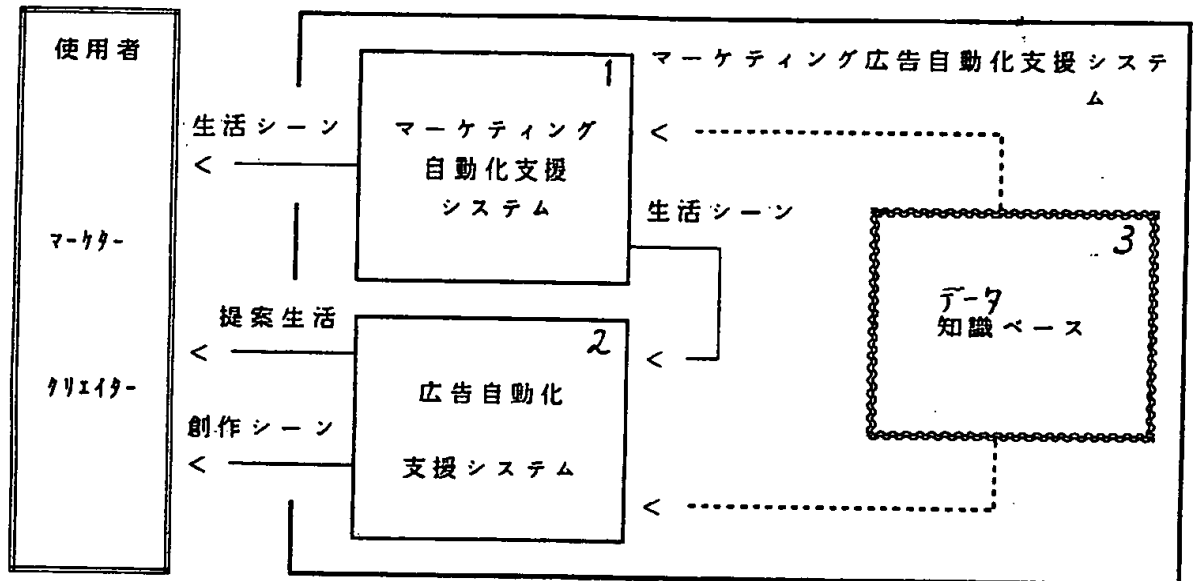 使用者
マーケター
クリエイター
マーケティング広告自動化支援システ
ム
1
マーケティング
自動化支援
システム
生活シーン
生活シーン
提案生活
創作シーン
2
広告自動化
支援システム
3
データ
知識ベース